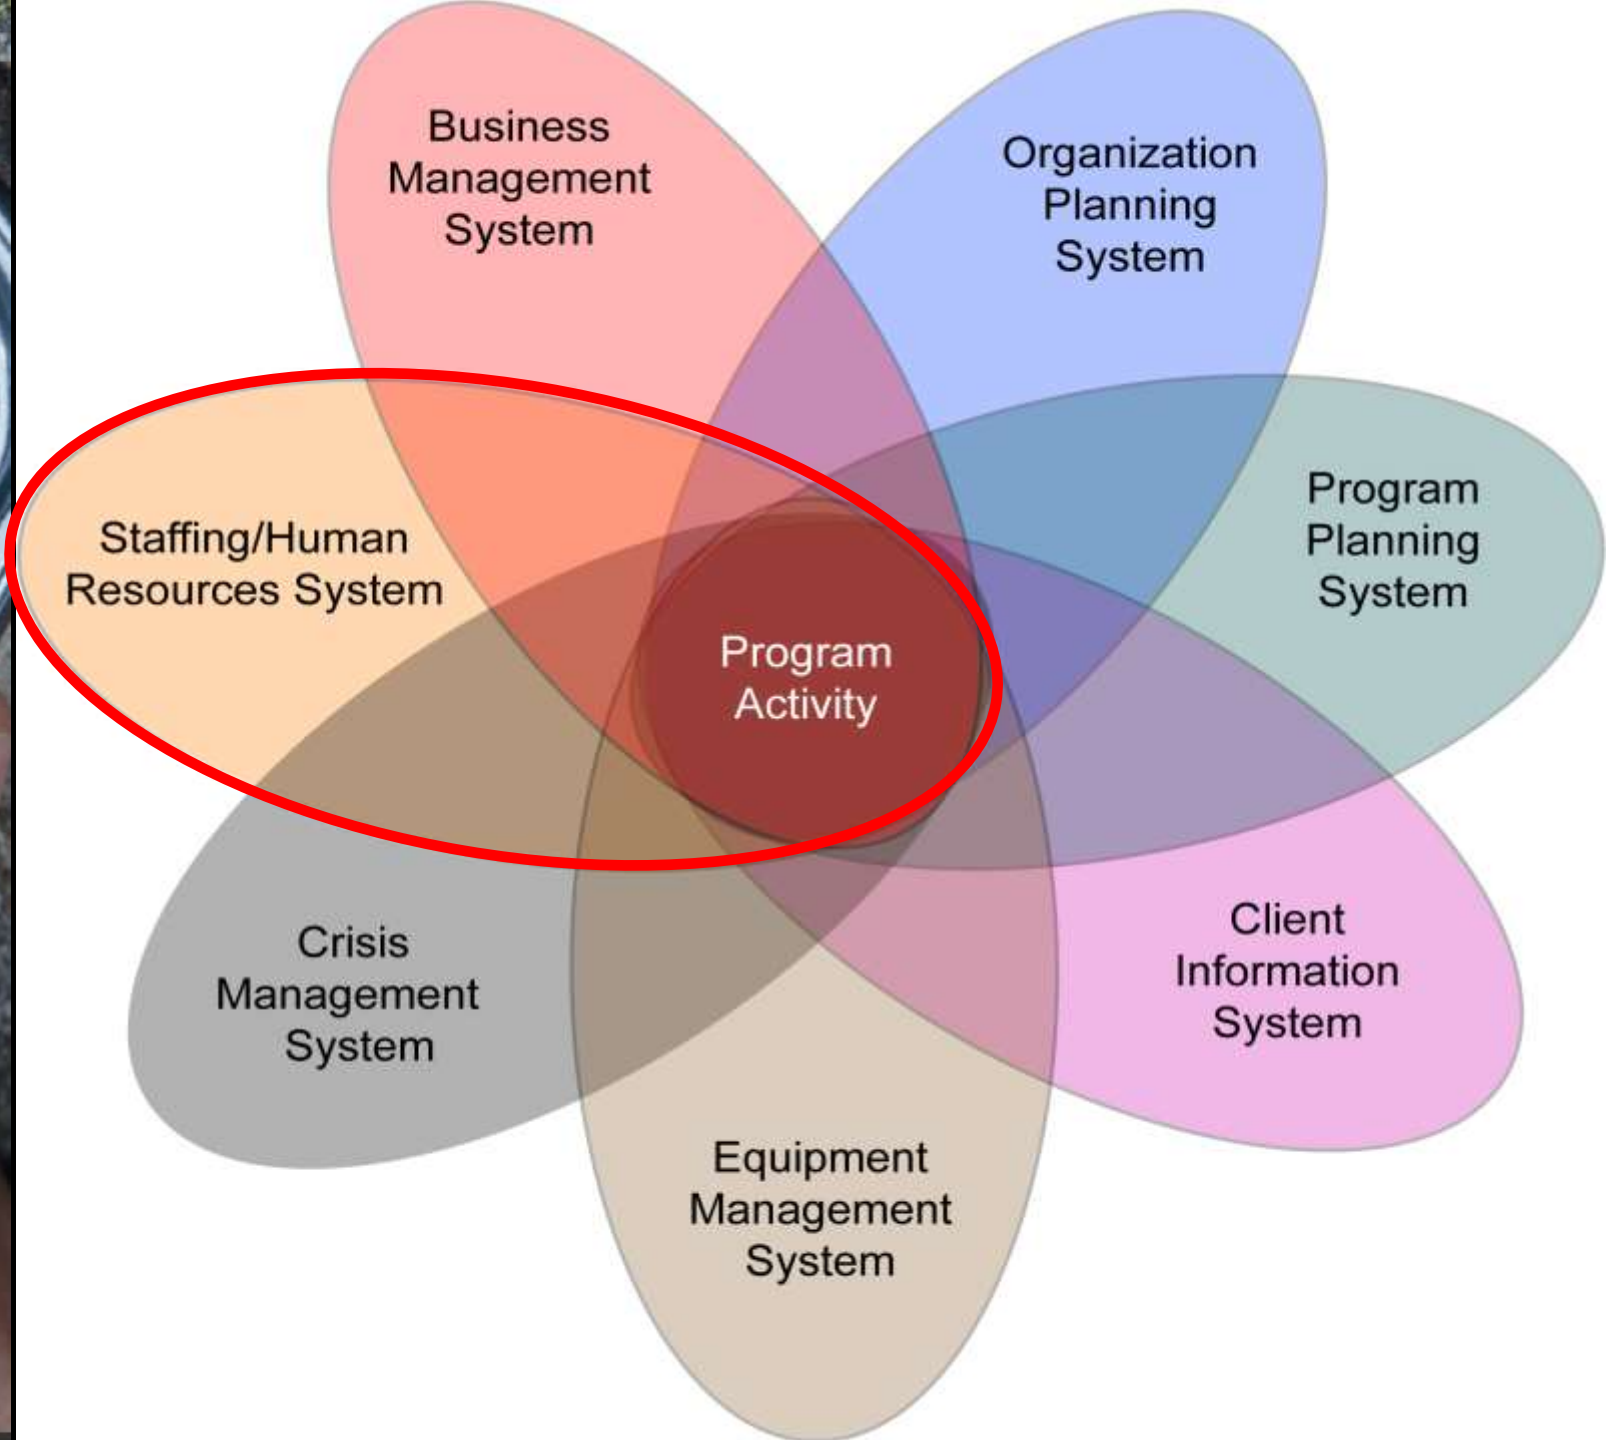 Business
Management
System
Organization
Planning
System
Program
Planning
System
Staffing/Human
Resources System
Program
Activity
Client
Information
System
Crisis
Management
System
Equipment
Management
System